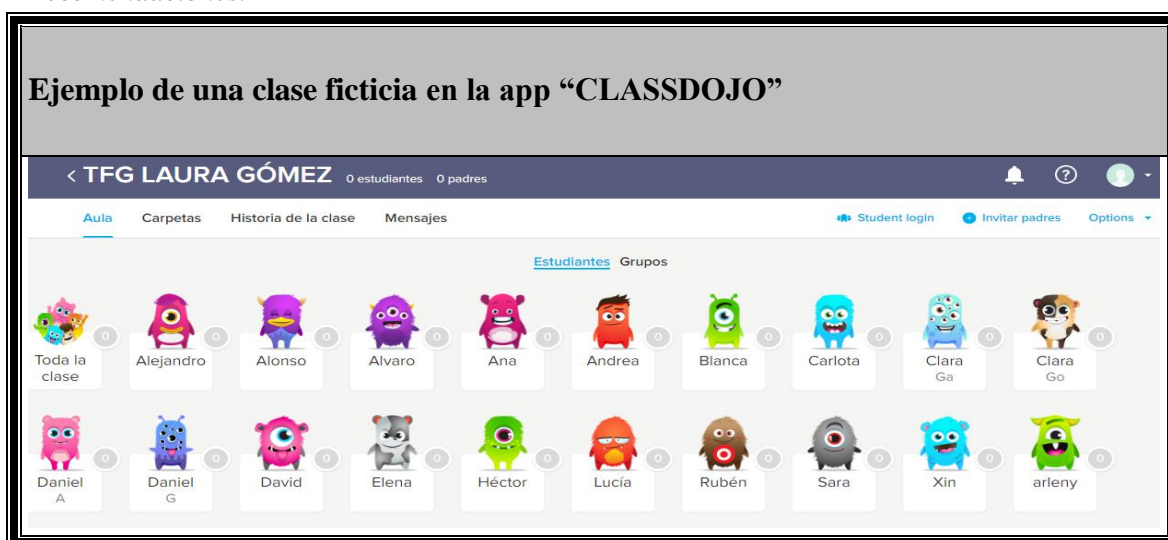 Ejemplo de una clase ficticia en la app “CLASSDOJO”
< TFG LAURA GÓMEZ 0 estudiantes 0 padres
Aula Carpetas Historia de la clase Mensajes Student login Invitar padres Options
Estudiantes Grupos
0 0 0 0 0 0 0 0 0 0
Toda la clase Alejandro Alonso Alvaro Ana Andrea Blanca Carlota Clara Ga Clara Go
0 0 0 0 0 0 0 0 0 0
Daniel A Daniel G David Elena Héctor Lucía Rubén Sara Xin arleny